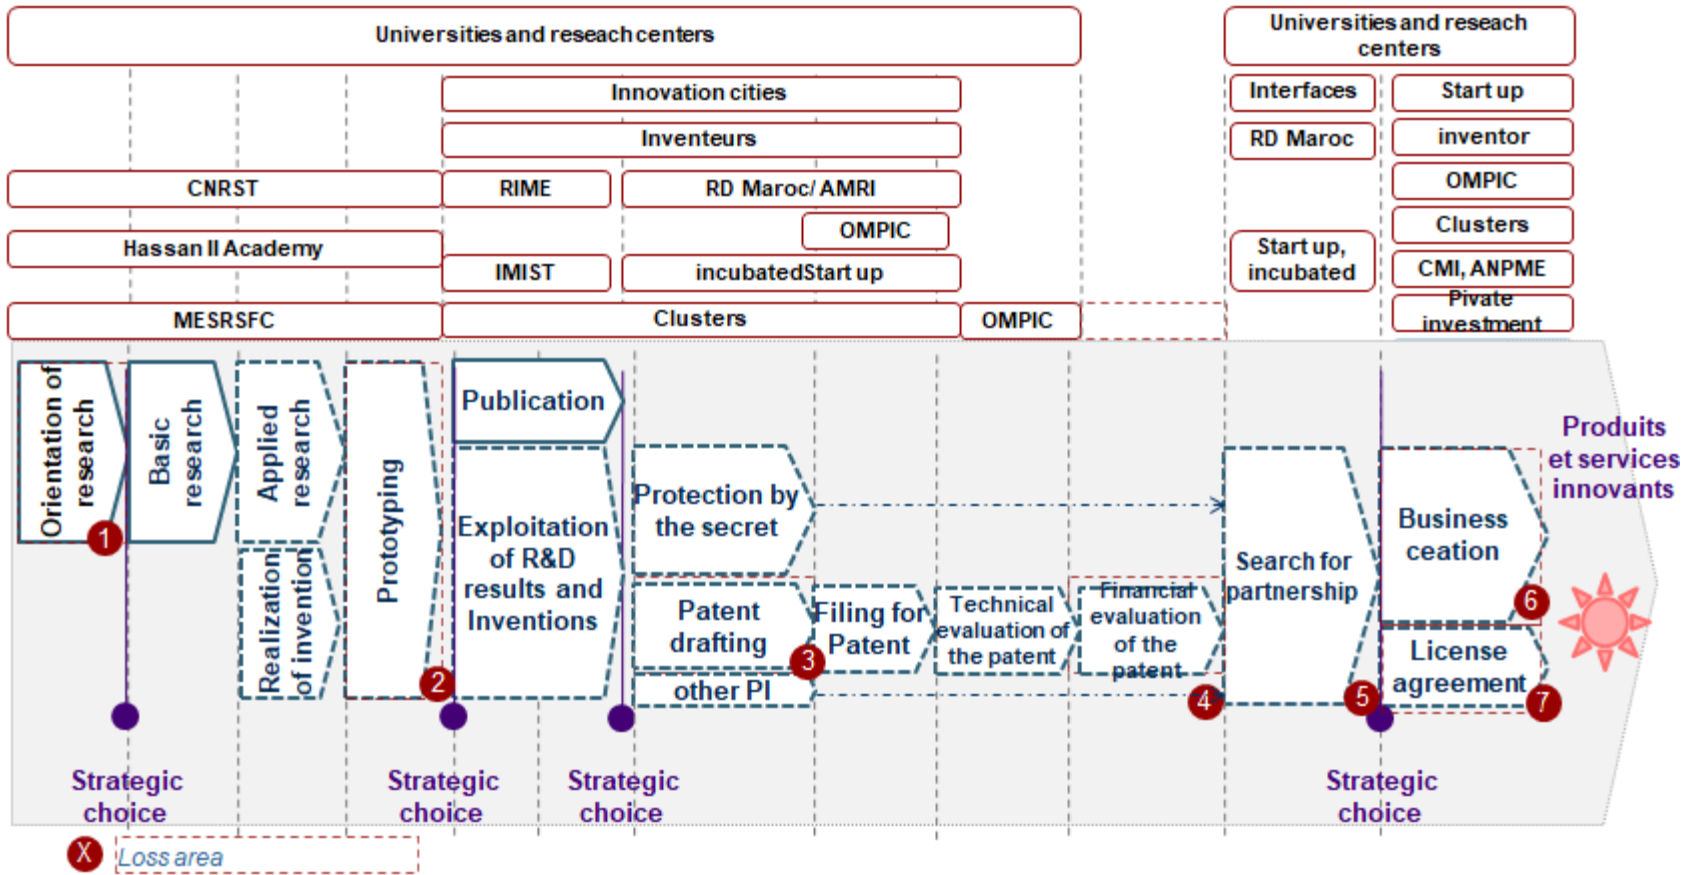 Universities and reseach centers
Universities and reseach
centers
Innovation cities
Interfaces
Start up
Inventeurs
RD Maroc
inventor
CNRST
RIME
RD Maroc/ AMRI
OMPIC
OMPIC
Clusters
Hassan II Academy
IMIST
incubatedStart up
Start up,
incubated
CMI, ANPME
MESRSFC
Clusters
OMPIC
Pivate
investment
Orientation of
research
1
Basic
research
Applied
research
Realization
of invention
Prototyping
2
Publication
Exploitation
of R&D
results and
Inventions
Protection by
the secret
Patent
drafting
3
other PI
Filing for
Patent
Technical
evaluation of
the patent
Financial
evaluation
of the
patent
4
Search for
partnership
5
Business
ceation
6
License
agreement
7
Produits
et services
innovants
Strategic
choice
Strategic
choice
Strategic
choice
Strategic
choice
X
Loss area